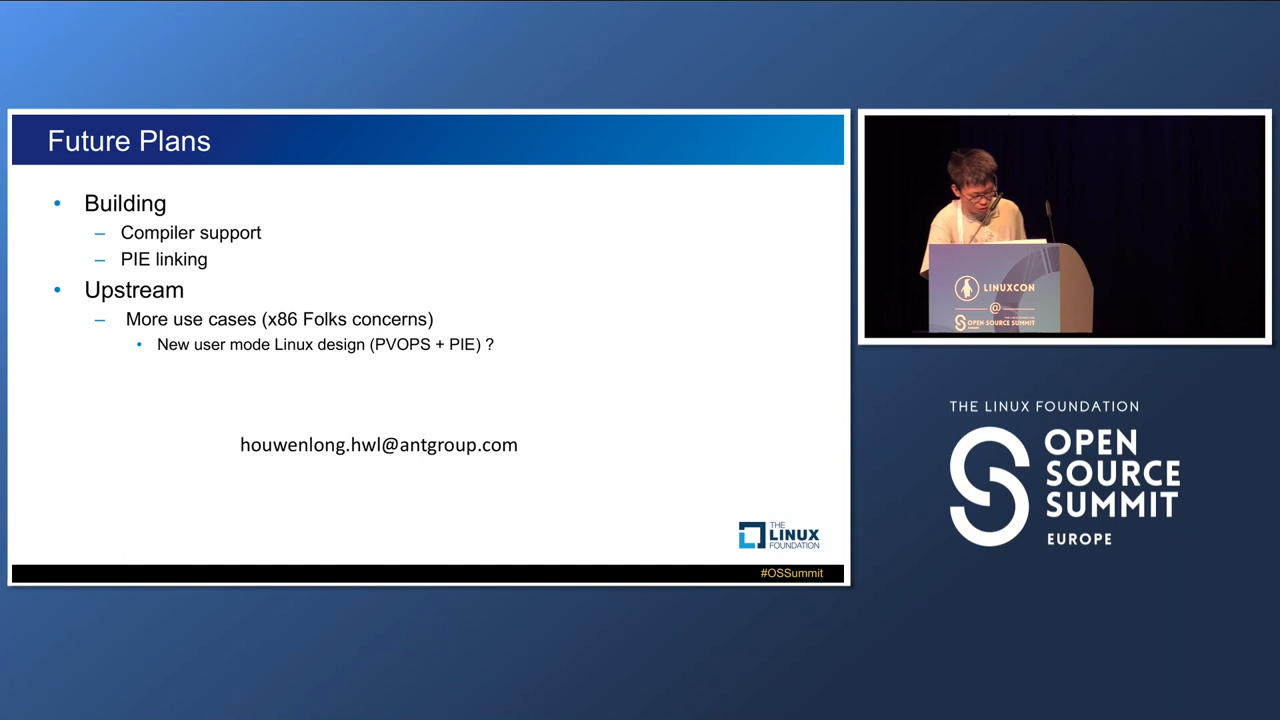 Future Plans
• Building
– Compiler support
– PIE linking
• Upstream
– More use cases (x86 Folks concerns)
• New user mode Linux design (PVOPS + PIE) ?
houwenlong.hwl@antgroup.com
THE
LINUX
FOUNDATION
#OSSummit
LINUXCON
@
OPEN SOURCE SUMMIT
THE LINUX FOUNDATION
OPEN
SOURCE
SUMMIT
EUROPE